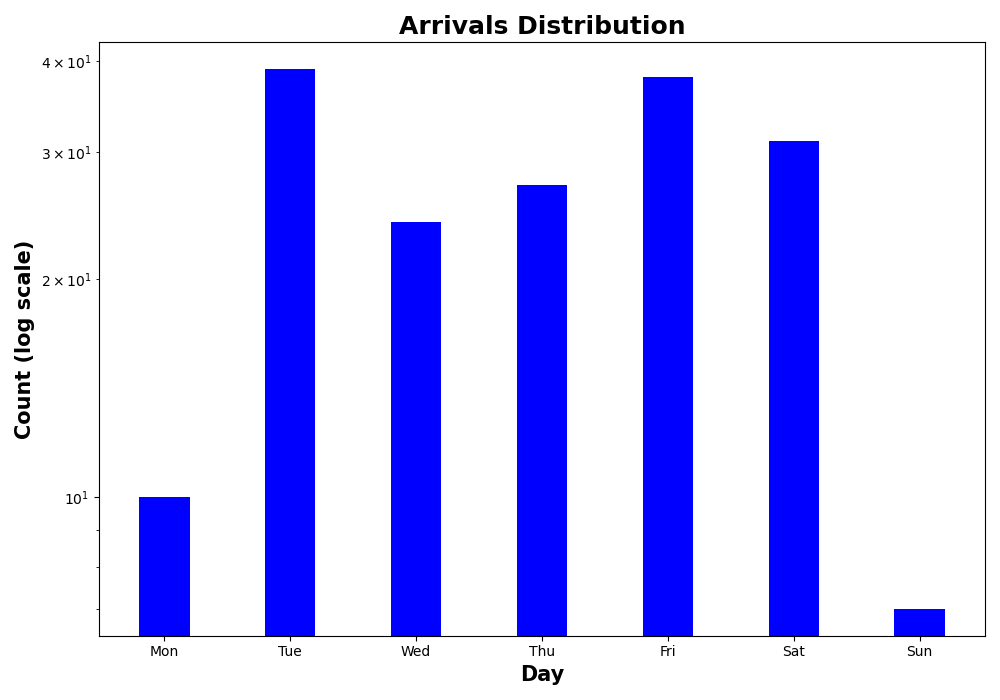 Arrivals Distribution
Count (log scale)
4 × 10¹
3 × 10¹
2 × 10¹
10¹
Mon Tue Wed Thu Fri Sat Sun
Day